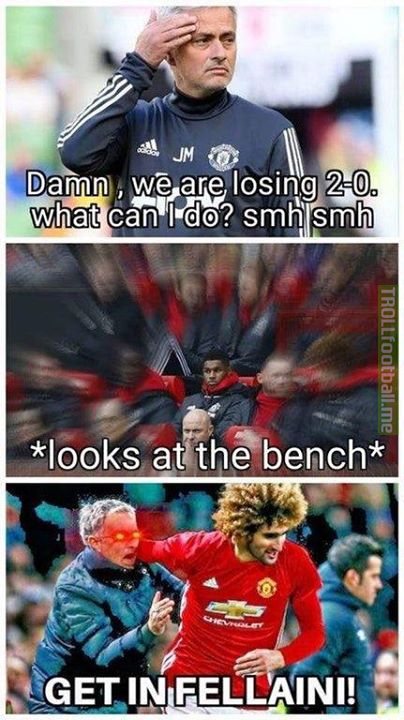 adidas
JM
Damn , we are losing 2-0.
what can I do? smh smh
TROLLfootball.me
*looks at the bench*
CHEVROLET
GET IN FELLAINI!